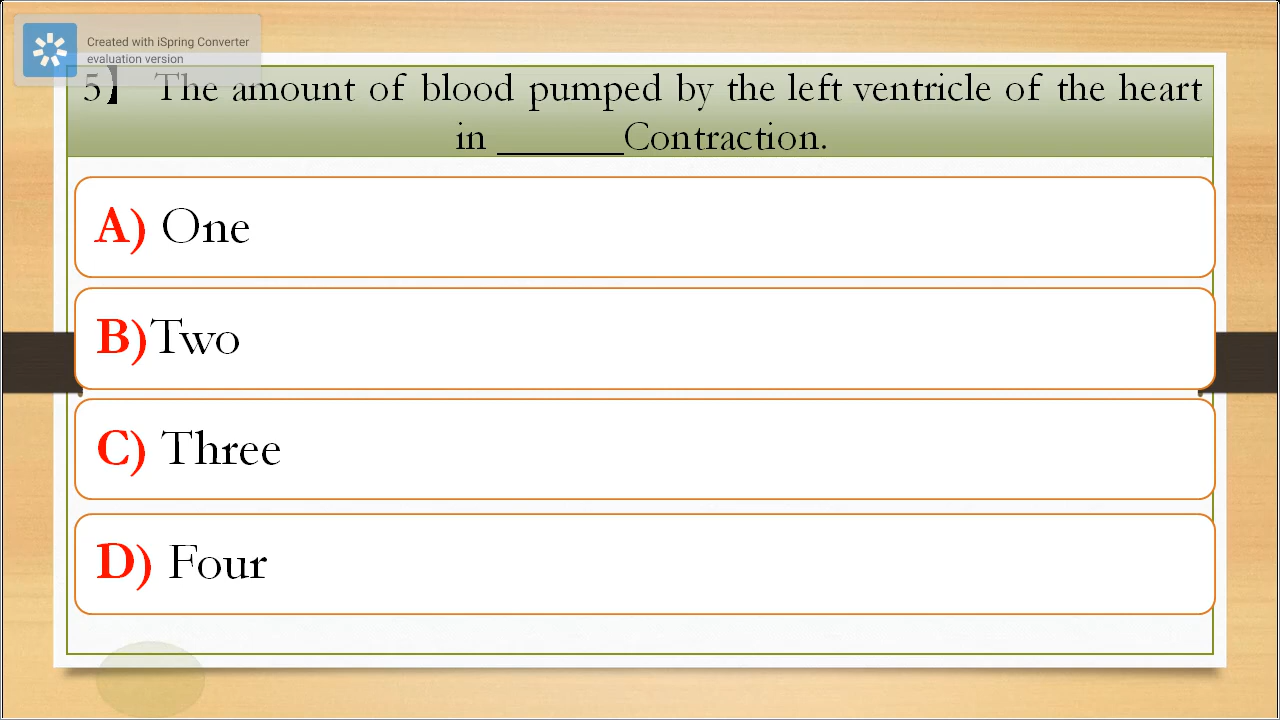 Created with iSpring Converter
evaluation version
5】 The amount of blood pumped by the left ventricle of the heart
in ______Contraction.
A) One
B)Two
C) Three
D) Four